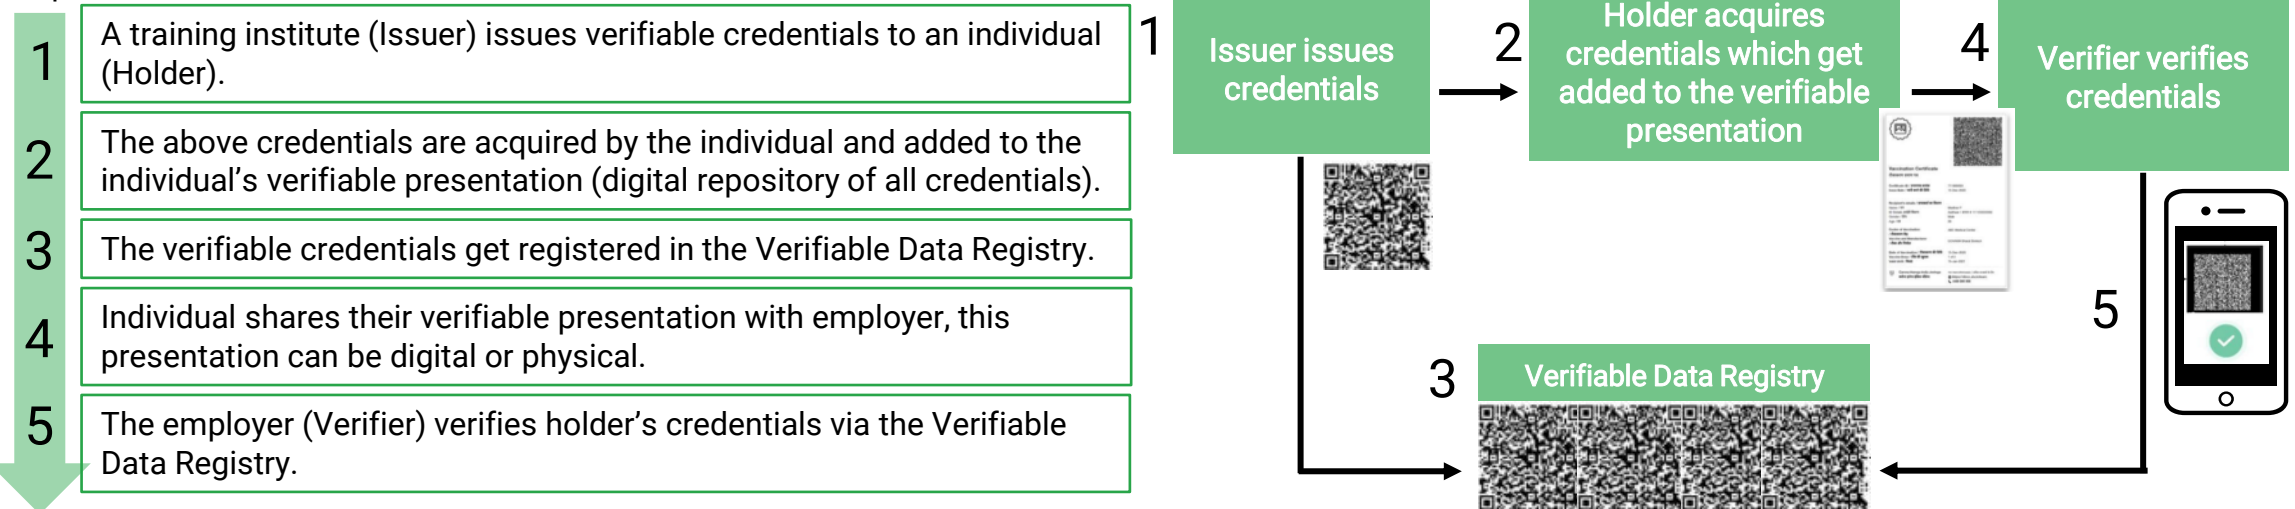 1
A training institute (Issuer) issues verifiable credentials to an individual
(Holder).
2
The above credentials are acquired by the individual and added to the
individual’s verifiable presentation (digital repository of all credentials).
3
The verifiable credentials get registered in the Verifiable Data Registry.
4
Individual shares their verifiable presentation with employer, this
presentation can be digital or physical.
5
The employer (Verifier) verifies holder’s credentials via the Verifiable
Data Registry.
1
Issuer issues
credentials
2
Holder acquires
credentials which get
added to the verifiable
presentation
4
Verifier verifies
credentials
Vaccination Certificate
5
3
Verifiable Data Registry